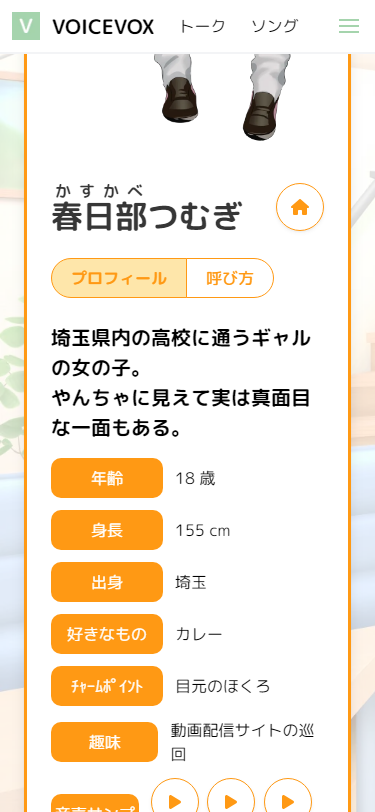 V VOICEVOX トーク ソング
かすかべ
春日部つむぎ
プロフィール 呼び方
埼玉県内の高校に通うギャル
の女の子。
やんちゃに見えて実は真面目
な一面もある。
年齢 18 歳
身長 155 cm
出身 埼玉
好きなもの カレー
ﾁｬｰﾑﾎﾟｲﾝﾄ 目元のほくろ
趣味 動画配信サイトの巡
回
音声サンプ